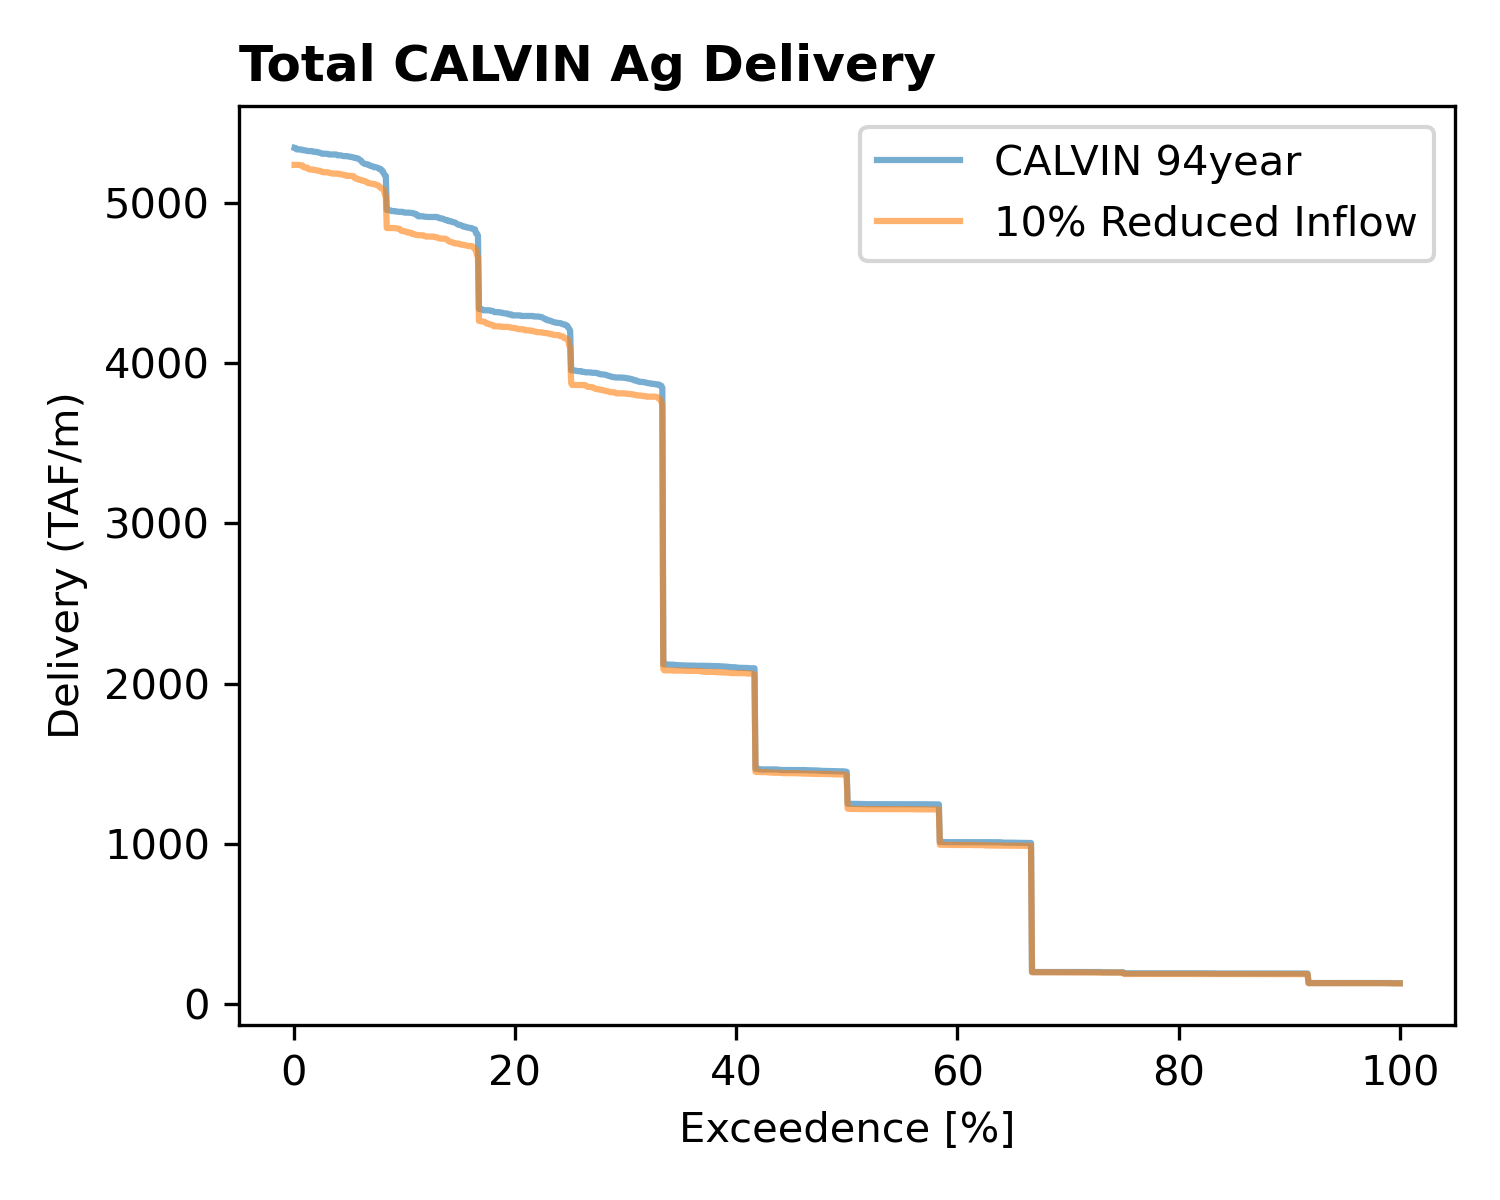 Total CALVIN Ag Delivery
CALVIN 94year
10% Reduced Inflow
Delivery (TAF/m)
5000
4000
3000
2000
1000
0
0 20 40 60 80 100
Exceedence [%]